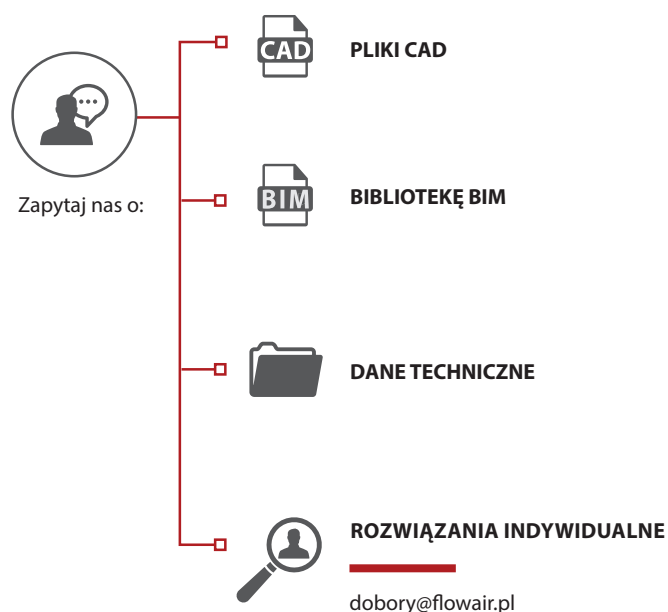 CAD
PLIKI CAD
Zapytaj nas o:
BIM
BIBLIOTEKĘ BIM
DANE TECHNICZNE
ROZWIĄZANIA INDYWIDUALNE
dobory@flowair.pl